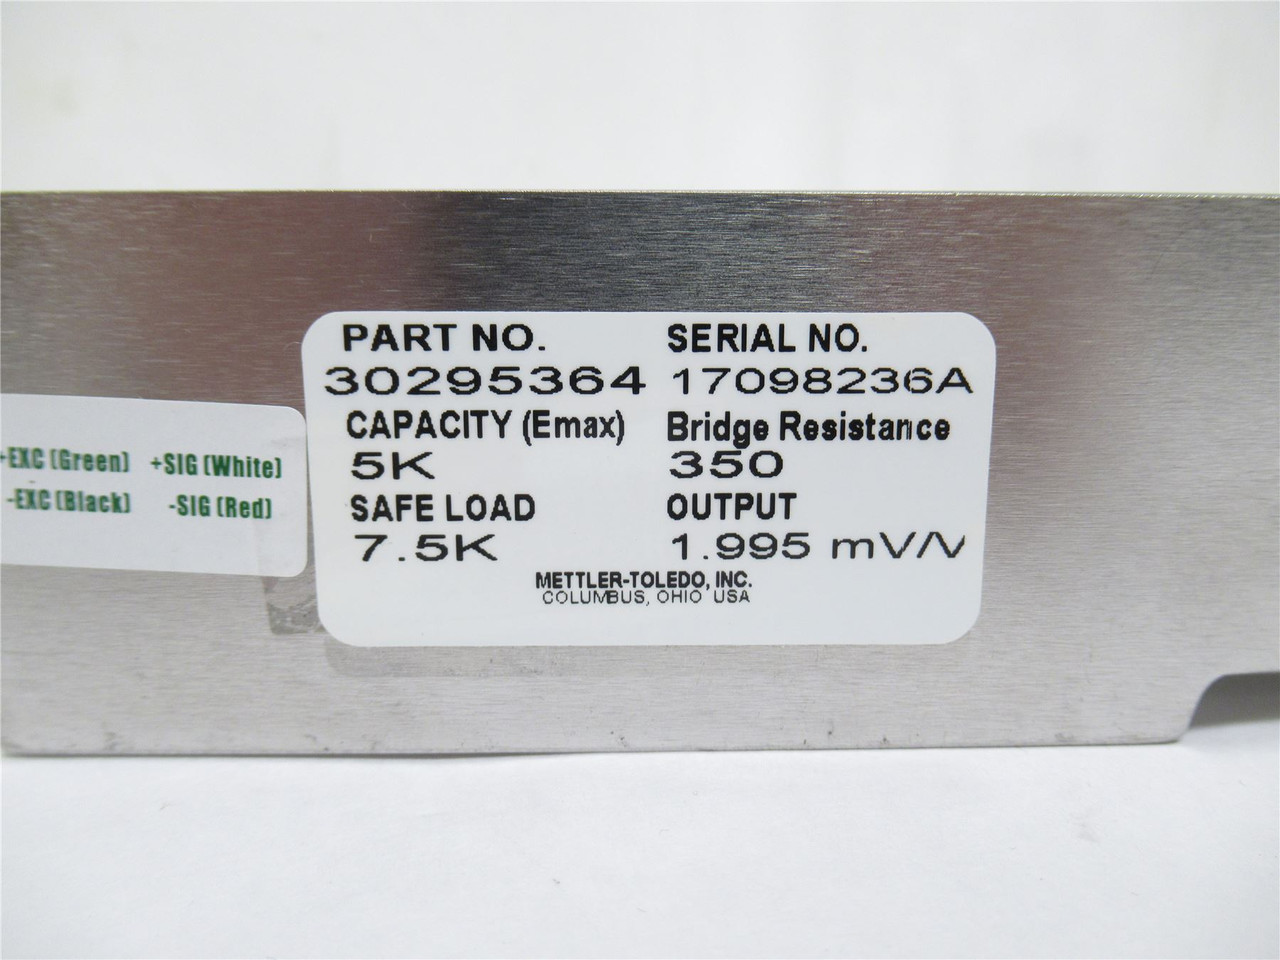 PART NO. SERIAL NO.
30295364 17098236A
CAPACITY (Emax) Bridge Resistance
5K 350
SAFE LOAD OUTPUT
7.5K 1.995 mV/V
METTLER-TOLEDO, INC.
COLUMBUS, OHIO USA
+EXC (Green) +SIG (White)
-EXC (Black) -SIG (Red)